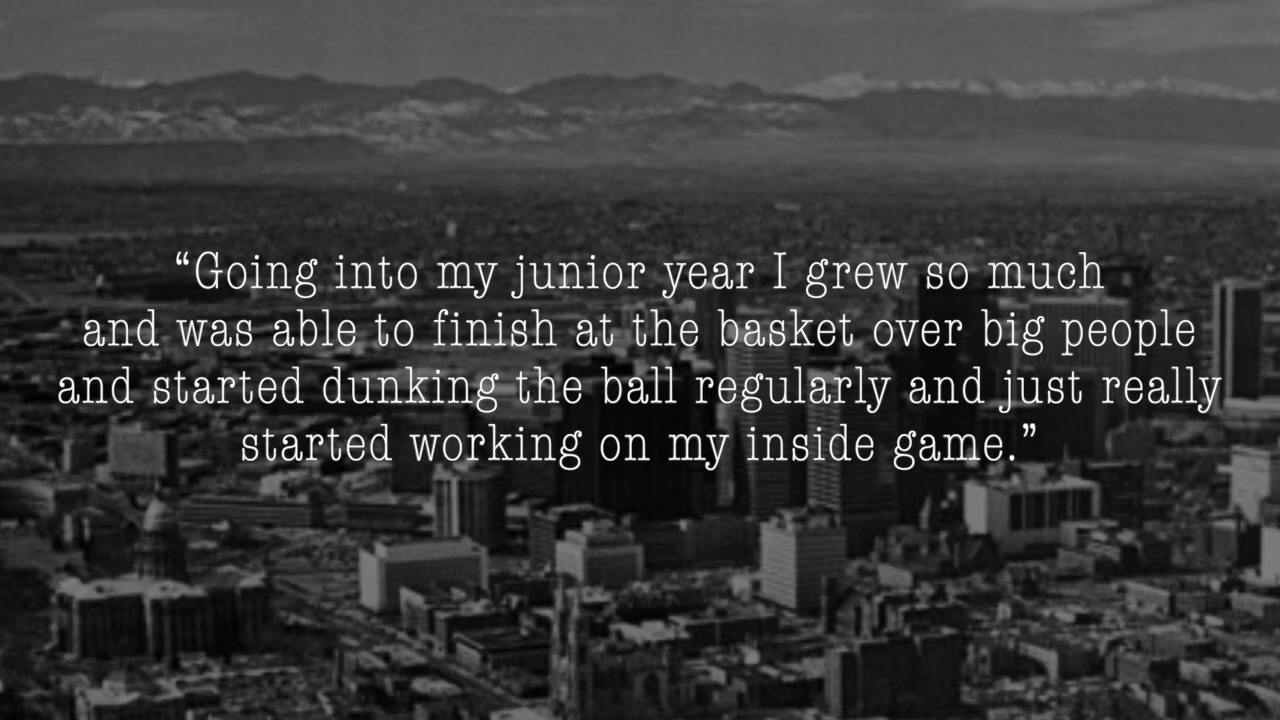 “Going into my junior year I grew so much
and was able to finish at the basket over big people
and started dunking the ball regularly and just really
started working on my inside game.”